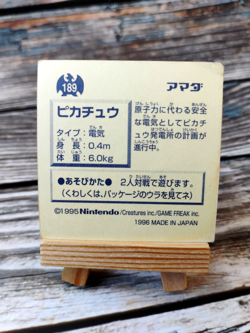 189
アマダ
ピカチュウ
タイプ：電気
身　長：0.4m
体　重：6.0kg
原子力に代わる安全
な電気としてピカチ
ュウ発電所の計画が
進行中。
●あそびかた● 2人対戦で遊びます。
（くわしくは、パッケージのウラを見てネ）
©1995 Nintendo/Creatures inc./GAME FREAK inc.
1996 MADE IN JAPAN